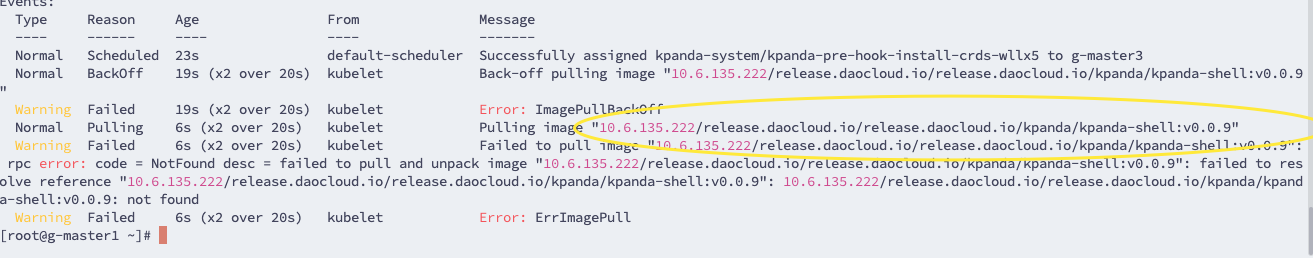 Events:
Type Reason Age From Message
---- ------ ---- ---- -------
Normal Scheduled 23s default-scheduler Successfully assigned kpanda-system/kpanda-pre-hook-install-crds-wllx5 to g-master3
Normal BackOff 19s (x2 over 20s) kubelet Back-off pulling image "10.6.135.222/release.daocloud.io/release.daocloud.io/kpanda/kpanda-shell:v0.0.9
"
Warning Failed 19s (x2 over 20s) kubelet Error: ImagePullBackOff
Normal Pulling 6s (x2 over 20s) kubelet Pulling image "10.6.135.222/release.daocloud.io/release.daocloud.io/kpanda/kpanda-shell:v0.0.9"
Warning Failed 6s (x2 over 20s) kubelet Failed to pull image "10.6.135.222/release.daocloud.io/release.daocloud.io/kpanda/kpanda-shell:v0.0.9":
rpc error: code = NotFound desc = failed to pull and unpack image "10.6.135.222/release.daocloud.io/release.daocloud.io/kpanda/kpanda-shell:v0.0.9": failed to res
olve reference "10.6.135.222/release.daocloud.io/release.daocloud.io/kpanda/kpanda-shell:v0.0.9": 10.6.135.222/release.daocloud.io/release.daocloud.io/kpanda/kpand
a-shell:v0.0.9: not found
Warning Failed 6s (x2 over 20s) kubelet Error: ErrImagePull
[root@g-master1 ~]#